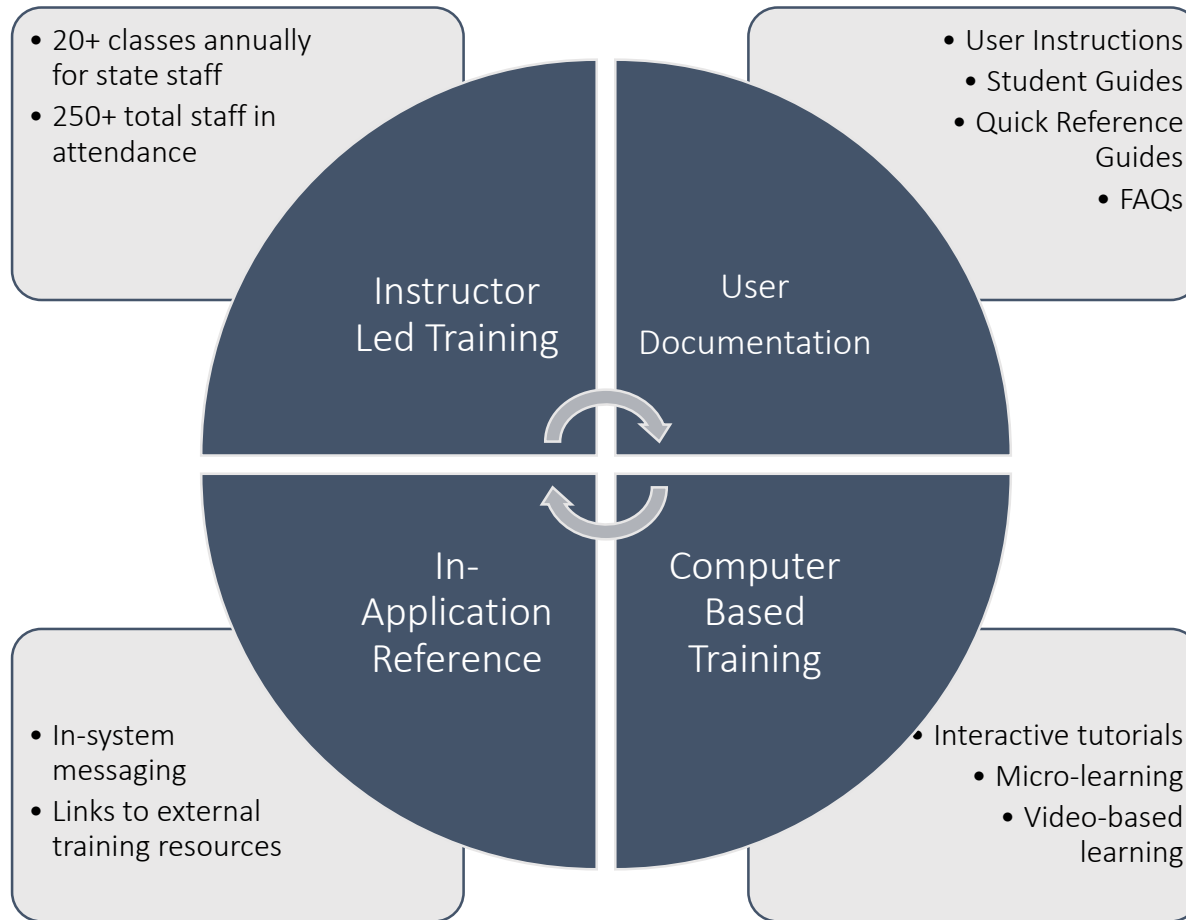 • 20+ classes annually
for state staff
• 250+ total staff in
attendance
• User Instructions
• Student Guides
• Quick Reference
Guides
• FAQs
Instructor
Led Training
User
Documentation
In-
Application
Reference
Computer
Based
Training
• In-system
messaging
• Links to external
training resources
• Interactive tutorials
• Micro-learning
• Video-based
learning